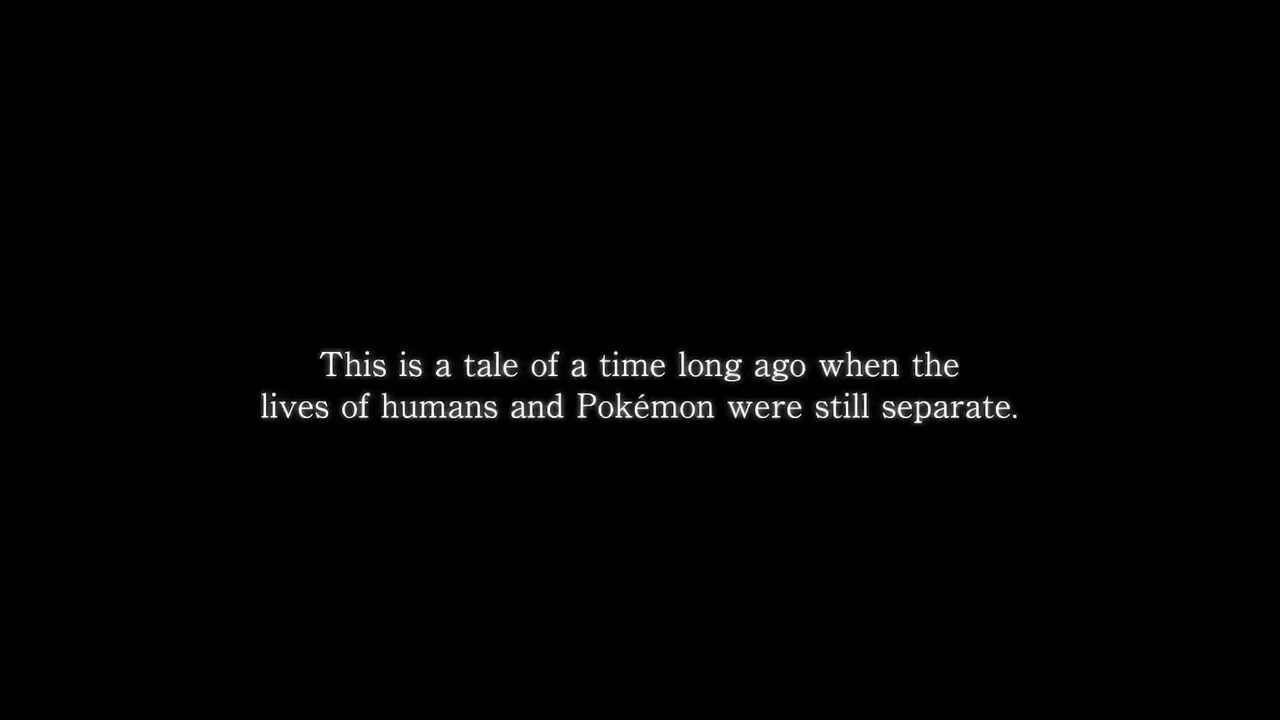 This is a tale of a time long ago when the
lives of humans and Pokémon were still separate.